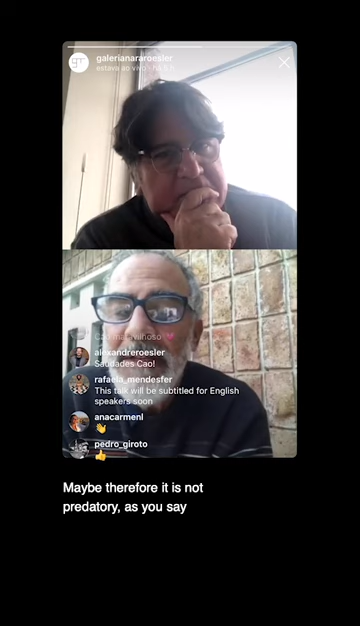 galerianararoesler
estava ao vivo
alexandreroesler
Saudades Cao!
rafaela_mendesfer
This talk will be subtitled for English
speakers soon
anacarmenl
pedro_giroto
Maybe therefore it is not
predatory, as you say